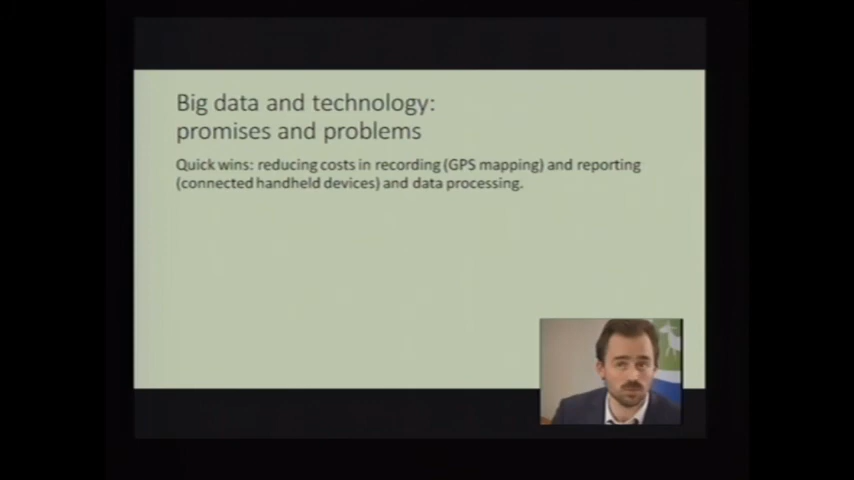 Big data and technology:
promises and problems
Quick wins: reducing costs in recording (GPS mapping) and reporting
(connected handheld devices) and data processing.